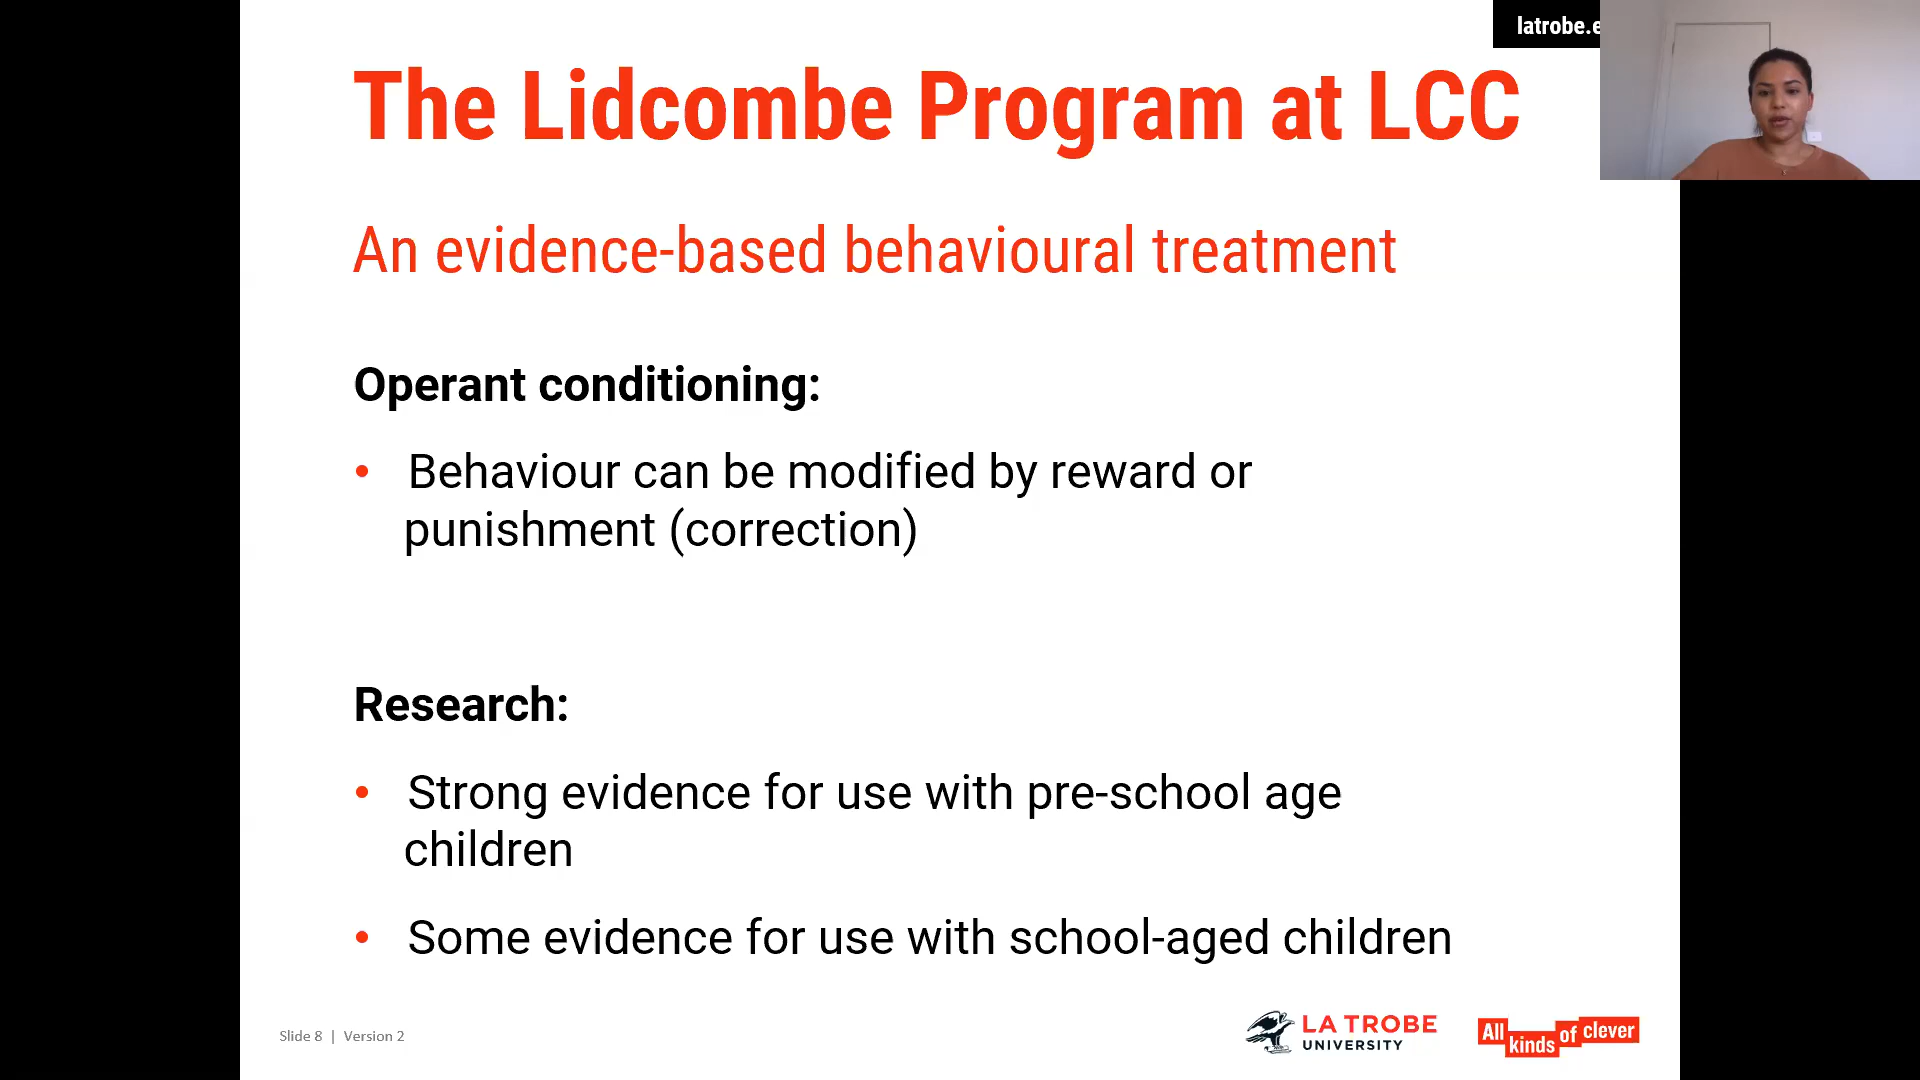 latrobe.e
The Lidcombe Program at LCC
An evidence-based behavioural treatment
Operant conditioning:
• Behaviour can be modified by reward or
punishment (correction)
Research:
• Strong evidence for use with pre-school age
children
• Some evidence for use with school-aged children
Slide 8 | Version 2
LA TROBE
UNIVERSITY
All kinds of clever